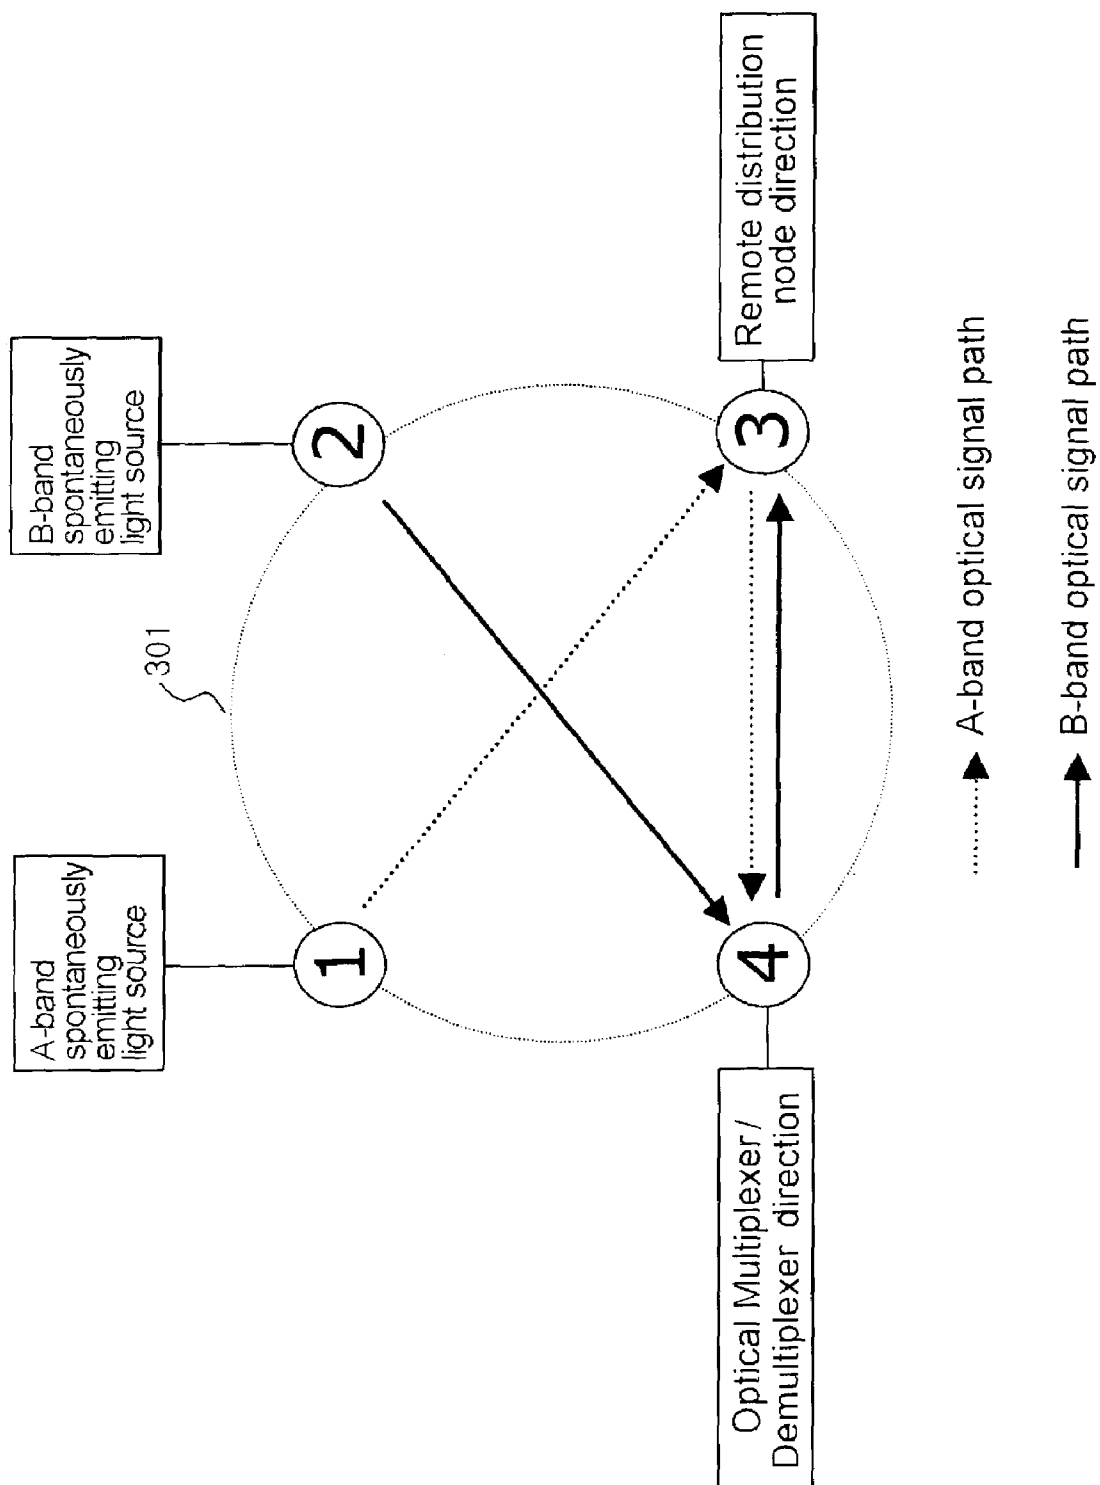 A-band
spontaneously
emitting
light source
B-band
spontaneously
emitting
light source
301
1
2
4
3
Optical Multiplexer /
Demultiplexer direction
Remote distribution
node direction
A-band optical signal path
B-band optical signal path